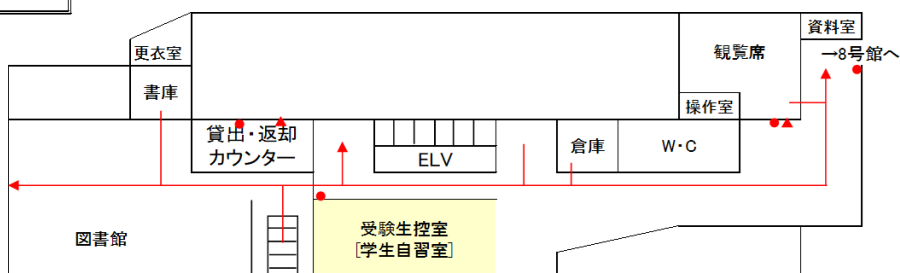 資料室
更衣室
観覧席
→8号館へ
書庫
操作室
貸出・返却
カウンター
ELV
倉庫
W・C
図書館
受験生控室
[学生自習室]